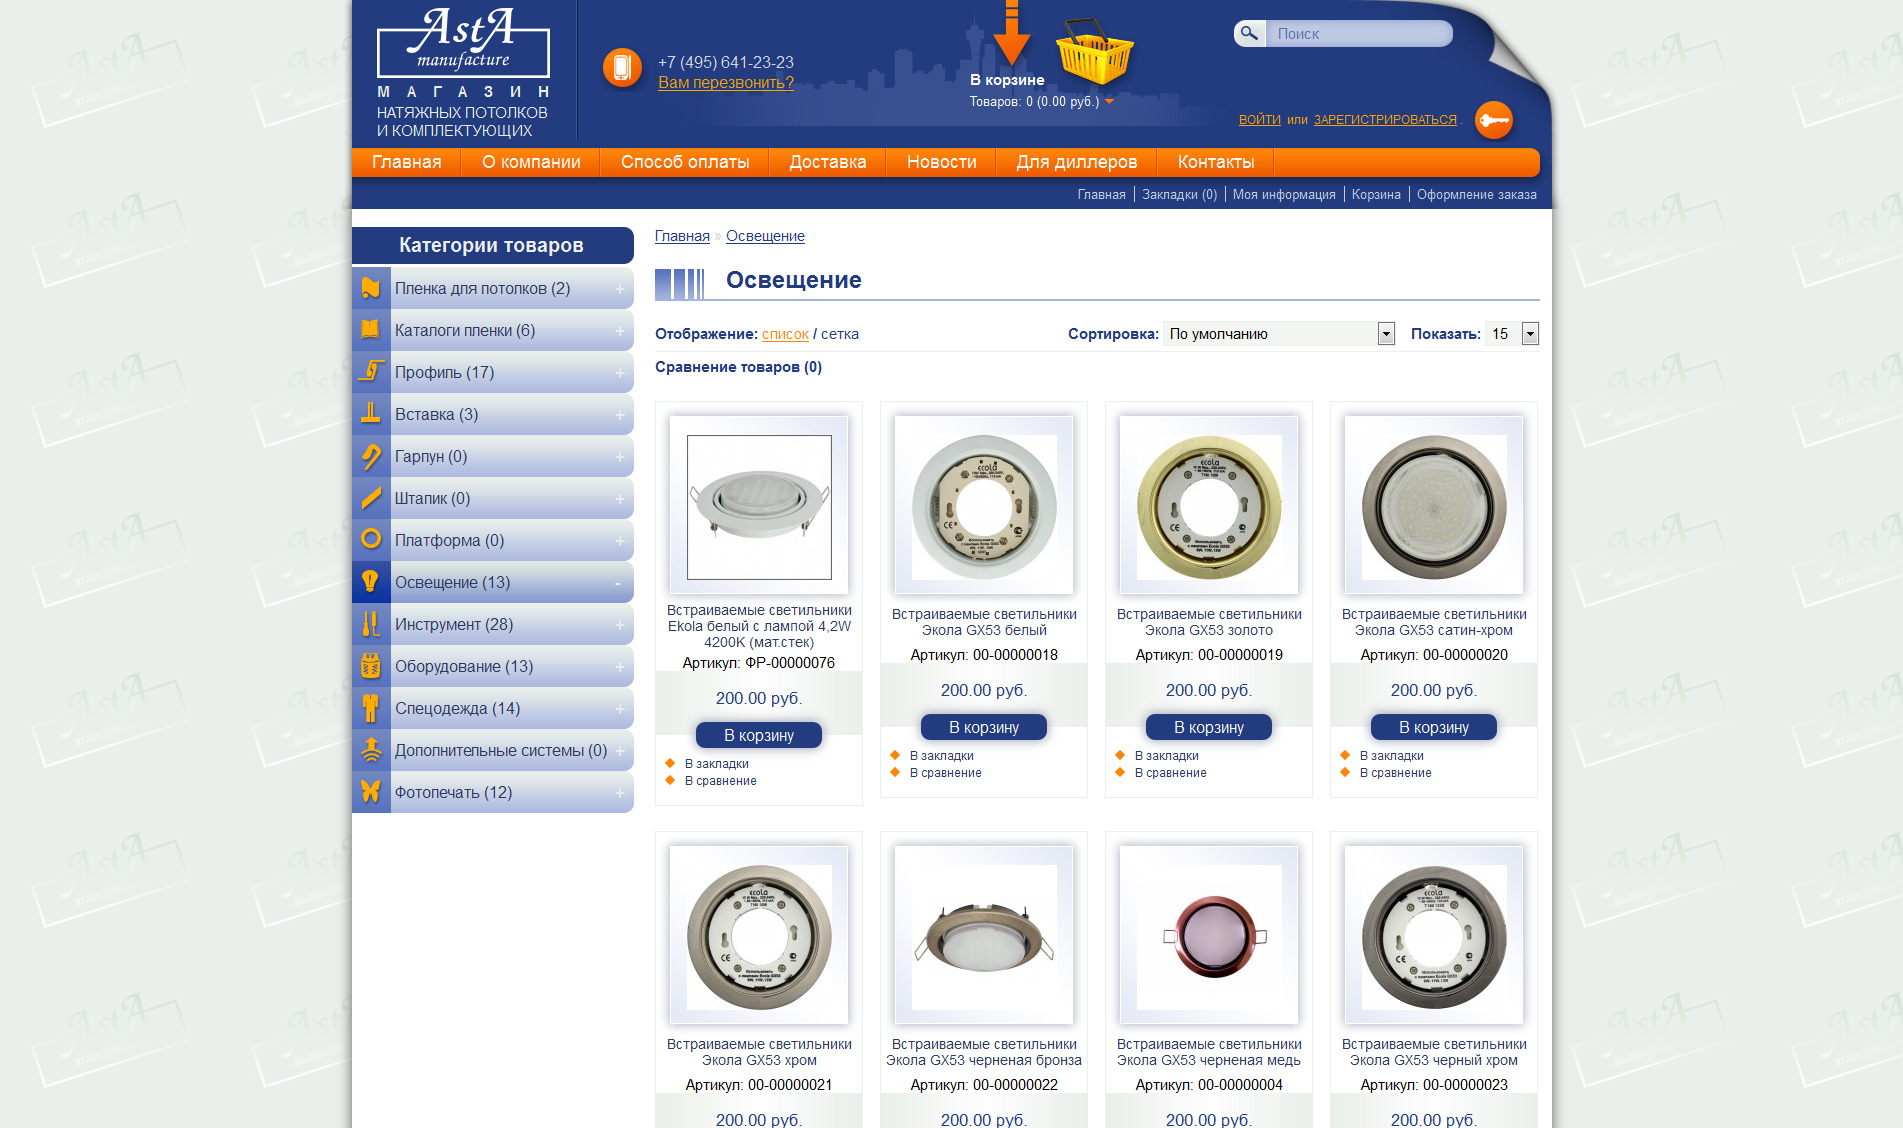 AstA
manufacture
МАГАЗИН
НАТЯЖНЫХ ПОТОЛКОВ
И КОМПЛЕКТУЮЩИХ
+7 (495) 641-23-23
Вам перезвонить?
В корзине
Товаров: 0 (0.00 руб.)
Поиск
ВОЙТИ или ЗАРЕГИСТРИРОВАТЬСЯ .
Главная О компании Способ оплаты Доставка Новости Для диллеров Контакты
Главная Закладки (0) Моя информация Корзина Оформление заказа
Категории товаров
Пленка для потолков (2) +
Каталоги пленки (6) +
Профиль (17) +
Вставка (3) +
Гарпун (0) +
Штапик (0) +
Платформа (0) +
Освещение (13) -
Инструмент (28) +
Оборудование (13) +
Спецодежда (14) +
Дополнительные системы (0) +
Фотопечать (12) +
Главная » Освещение
Освещение
Отображение: список / сетка
Сортировка: По умолчанию
Показать: 15
Сравнение товаров (0)
Встраиваемые светильники
Ekola белый с лампой 4,2W
4200K (мат.стек)
Артикул: ФР-00000076
200.00 руб.
В корзину
В закладки
В сравнение
ecola
Встраиваемые светильники
Экола GX53 белый
Артикул: 00-00000018
200.00 руб.
В корзину
В закладки
В сравнение
ecola
Встраиваемые светильники
Экола GX53 золото
Артикул: 00-00000019
200.00 руб.
В корзину
В закладки
В сравнение
Встраиваемые светильники
Экола GX53 сатин-хром
Артикул: 00-00000020
200.00 руб.
В корзину
В закладки
В сравнение
ecola
Встраиваемые светильники
Экола GX53 хром
Артикул: 00-00000021
200.00 руб.
Встраиваемые светильники
Экола GX53 черненая бронза
Артикул: 00-00000022
200.00 руб.
Встраиваемые светильники
Экола GX53 черненая медь
Артикул: 00-00000004
200.00 руб.
ecola
Встраиваемые светильники
Экола GX53 черный хром
Артикул: 00-00000023
200.00 руб.